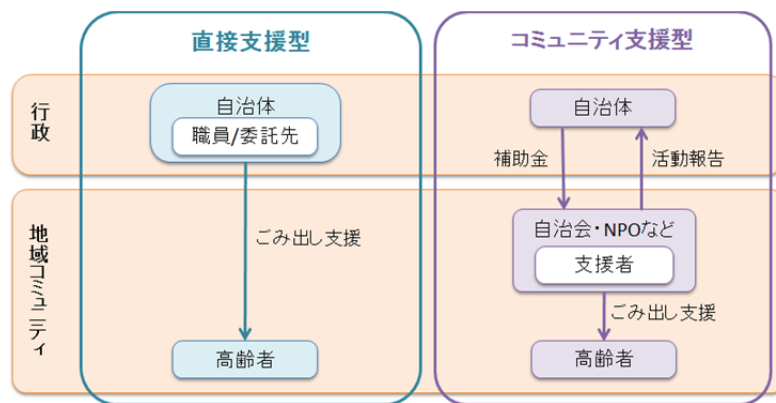 直接支援型
コミュニティ支援型
行政
自治体
職員/委託先
自治体
補助金
活動報告
地域コミュニティ
ごみ出し支援
自治会・NPOなど
支援者
ごみ出し支援
高齢者
高齢者